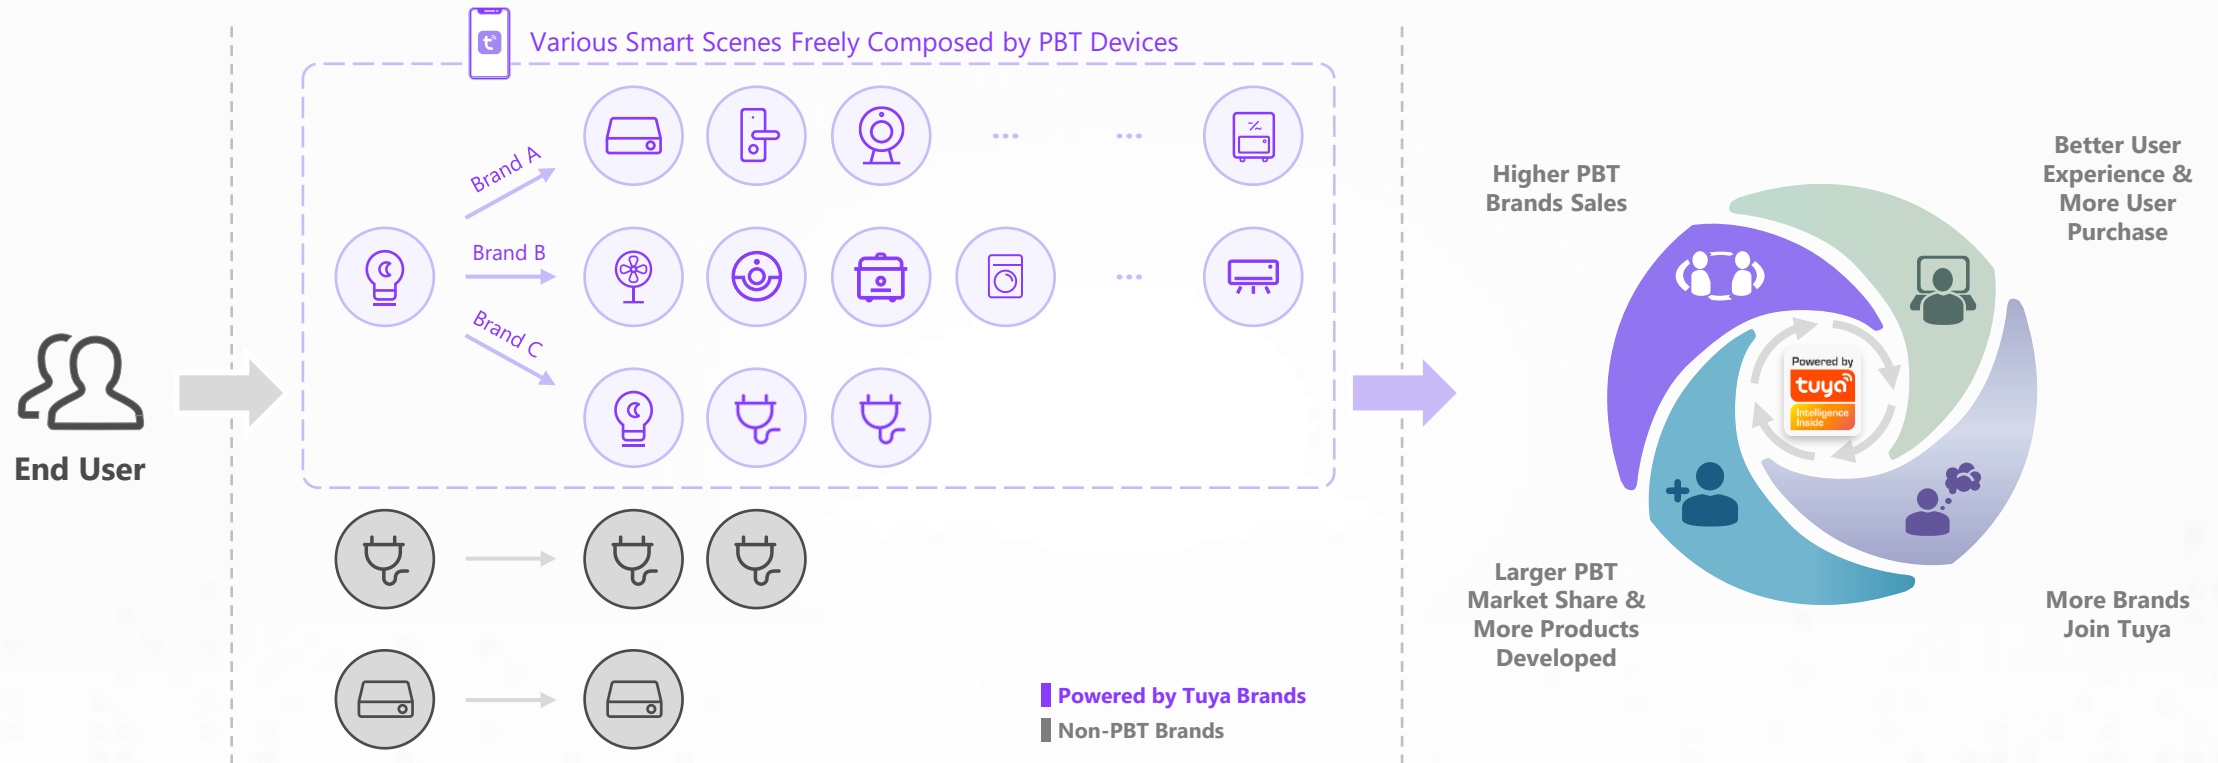 Various Smart Scenes Freely Composed by PBT Devices
Brand A
Brand B
Brand C
End User
Powered by Tuya Brands
Non-PBT Brands
Higher PBT
Brands Sales
Better User
Experience &
More User
Purchase
Powered by
tuya
Intelligence
Inside
Larger PBT
Market Share &
More Products
Developed
More Brands
Join Tuya